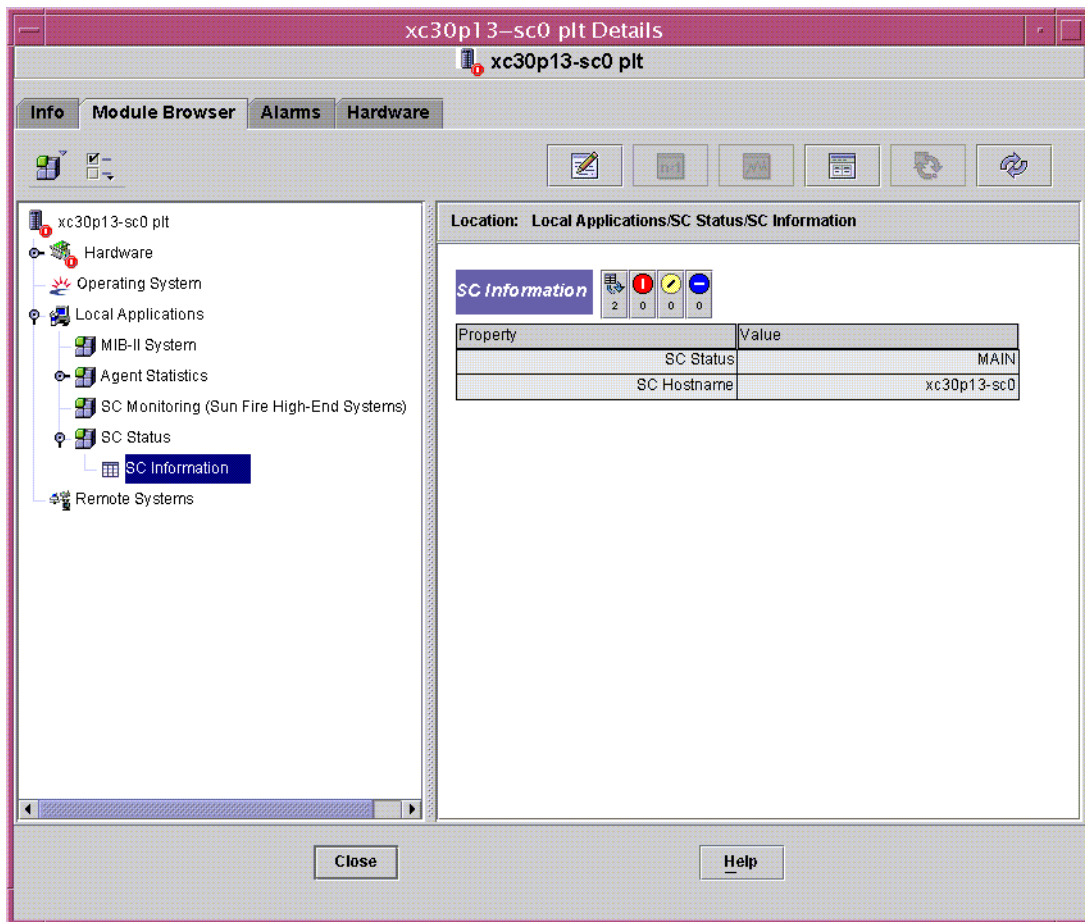 xc30p13–sc0 plt Details
xc30p13-sc0 plt
Info Module Browser Alarms Hardware
xc30p13-sc0 plt
Hardware
Operating System
Local Applications
MIB-II System
Agent Statistics
SC Monitoring (Sun Fire High-End Systems)
SC Status
SC Information
Remote Systems
Location: Local Applications/SC Status/SC Information
SC Information 2 0 0 0
Property Value
SC Status MAIN
SC Hostname xc30p13-sc0
Close Help